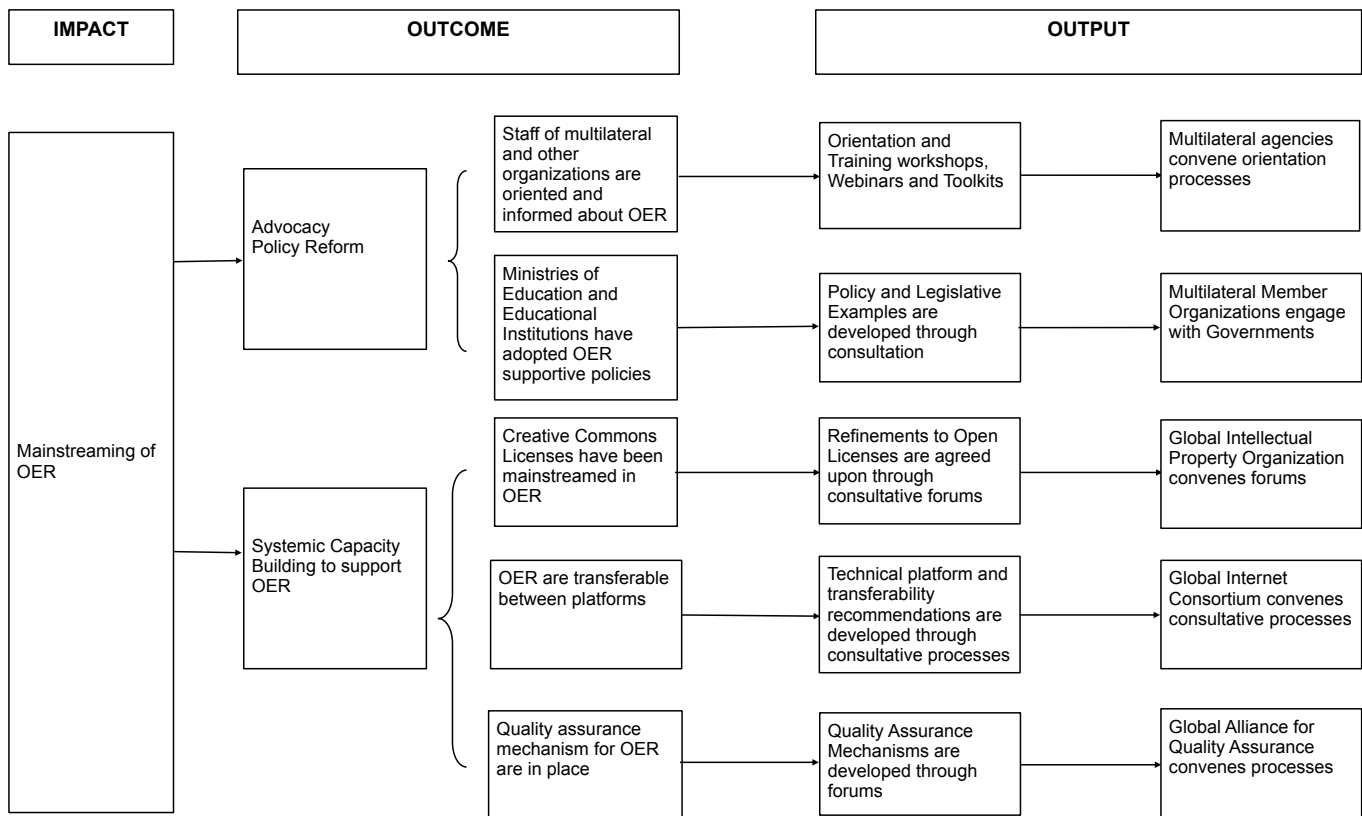 IMPACT
OUTCOME
OUTPUT
Mainstreaming of
OER
Advocacy
Policy Reform
Staff of multilateral
and other
organizations are
oriented and
informed about OER
Orientation and
Training workshops,
Webinars and Toolkits
Multilateral agencies
convene orientation
processes
Ministries of
Education and
Educational
Institutions have
adopted OER
supportive policies
Policy and Legislative
Examples are
developed through
consultation
Multilateral Member
Organizations engage
with Governments
Systemic Capacity
Building to support
OER
Creative Commons
Licenses have been
mainstreamed in
OER
Refinements to Open
Licenses are agreed
upon through
consultative forums
Global Intellectual
Property Organization
convenes forums
OER are transferable
between platforms
Technical platform and
transferability
recommendations are
developed through
consultative processes
Global Internet
Consortium convenes
consultative processes
Quality assurance
mechanism for OER
are in place
Quality Assurance
Mechanisms are
developed through
forums
Global Alliance for
Quality Assurance
convenes processes